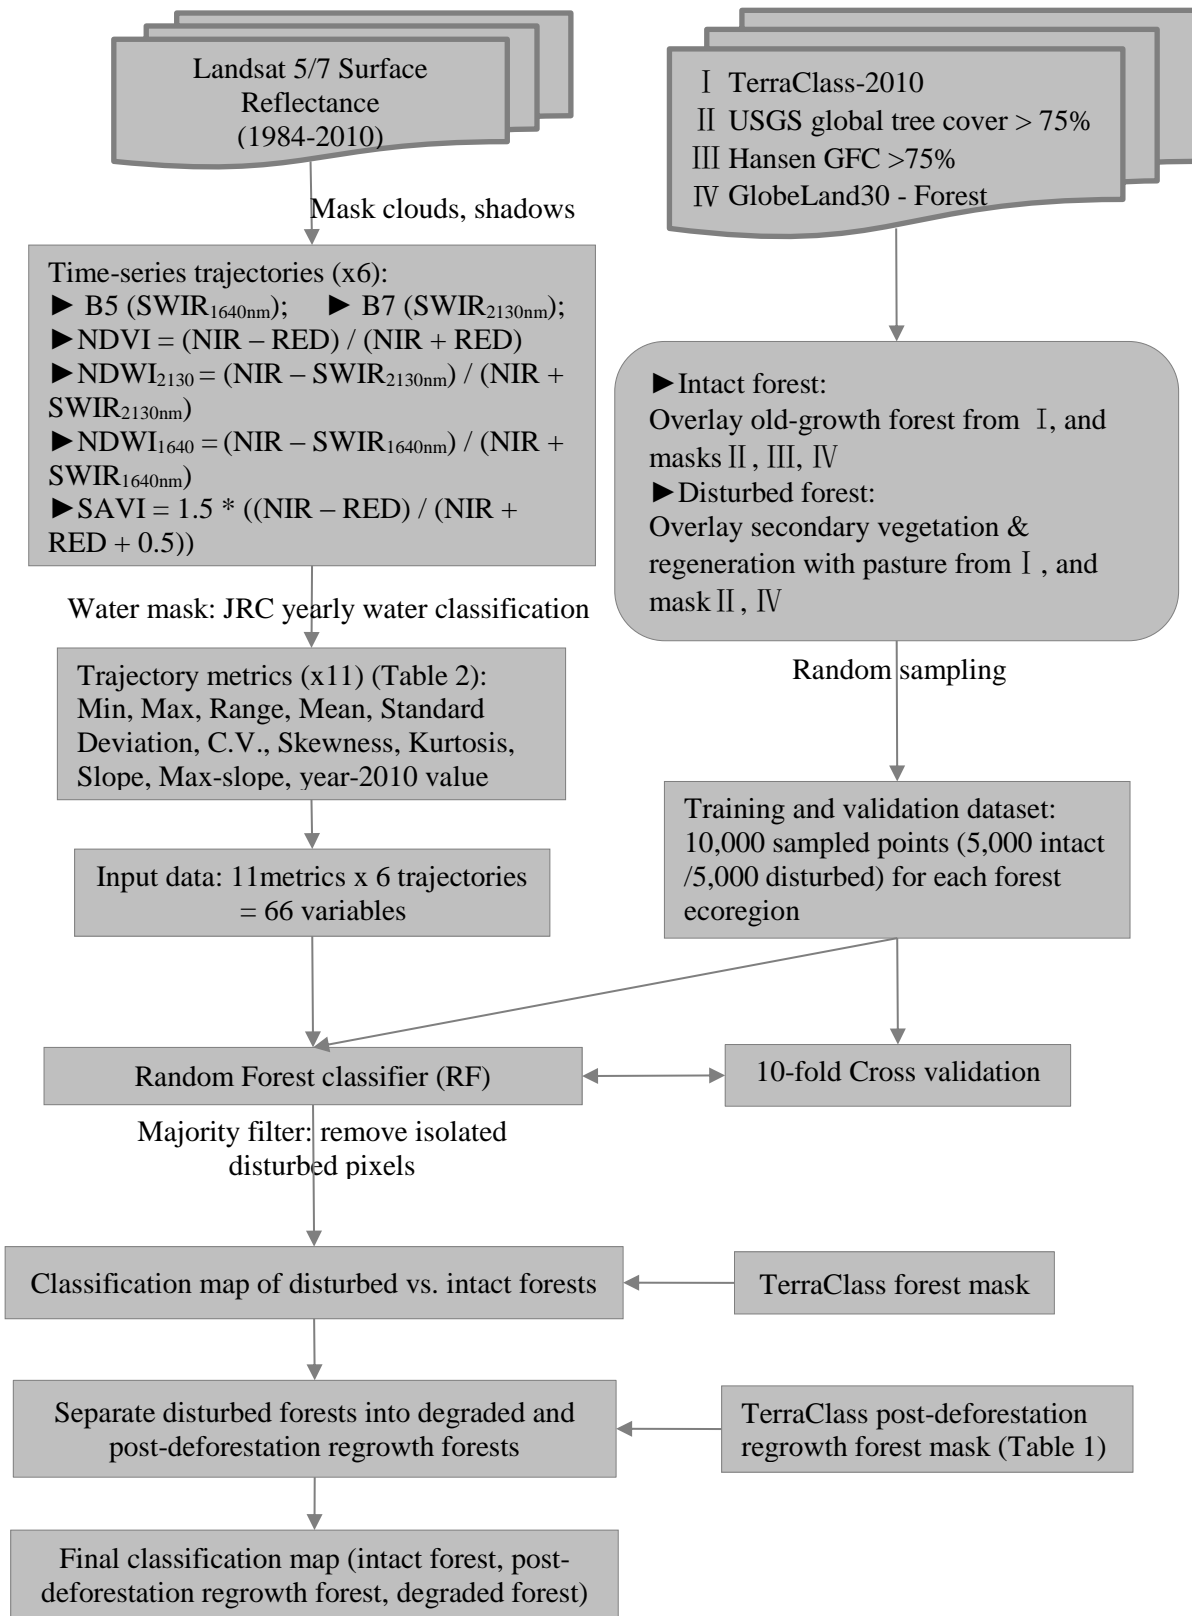 Landsat 5/7 Surface
Reflectance
(1984-2010)
Ⅰ TerraClass-2010
Ⅱ USGS global tree cover > 75%
Ⅲ Hansen GFC >75%
Ⅳ GlobeLand30 - Forest
Mask clouds, shadows
Time-series trajectories (x6):
► B5 (SWIR1640nm); ► B7 (SWIR2130nm);
►NDVI = (NIR – RED) / (NIR + RED)
►NDWI2130 = (NIR – SWIR2130nm) / (NIR +
SWIR2130nm)
►NDWI1640 = (NIR – SWIR1640nm) / (NIR +
SWIR1640nm)
►SAVI = 1.5 * ((NIR – RED) / (NIR +
RED + 0.5))
►Intact forest:
Overlay old-growth forest from Ⅰ, and
masks Ⅱ, Ⅲ, Ⅳ
►Disturbed forest:
Overlay secondary vegetation &
regeneration with pasture from Ⅰ, and
mask Ⅱ, Ⅳ
Water mask: JRC yearly water classification
Random sampling
Trajectory metrics (x11) (Table 2):
Min, Max, Range, Mean, Standard
Deviation, C.V., Skewness, Kurtosis,
Slope, Max-slope, year-2010 value
Training and validation dataset:
10,000 sampled points (5,000 intact
/5,000 disturbed) for each forest
ecoregion
Input data: 11metrics x 6 trajectories
= 66 variables
Random Forest classifier (RF)
10-fold Cross validation
Majority filter: remove isolated
disturbed pixels
Classification map of disturbed vs. intact forests
TerraClass forest mask
Separate disturbed forests into degraded and
post-deforestation regrowth forests
TerraClass post-deforestation
regrowth forest mask (Table 1)
Final classification map (intact forest, post-
deforestation regrowth forest, degraded forest)